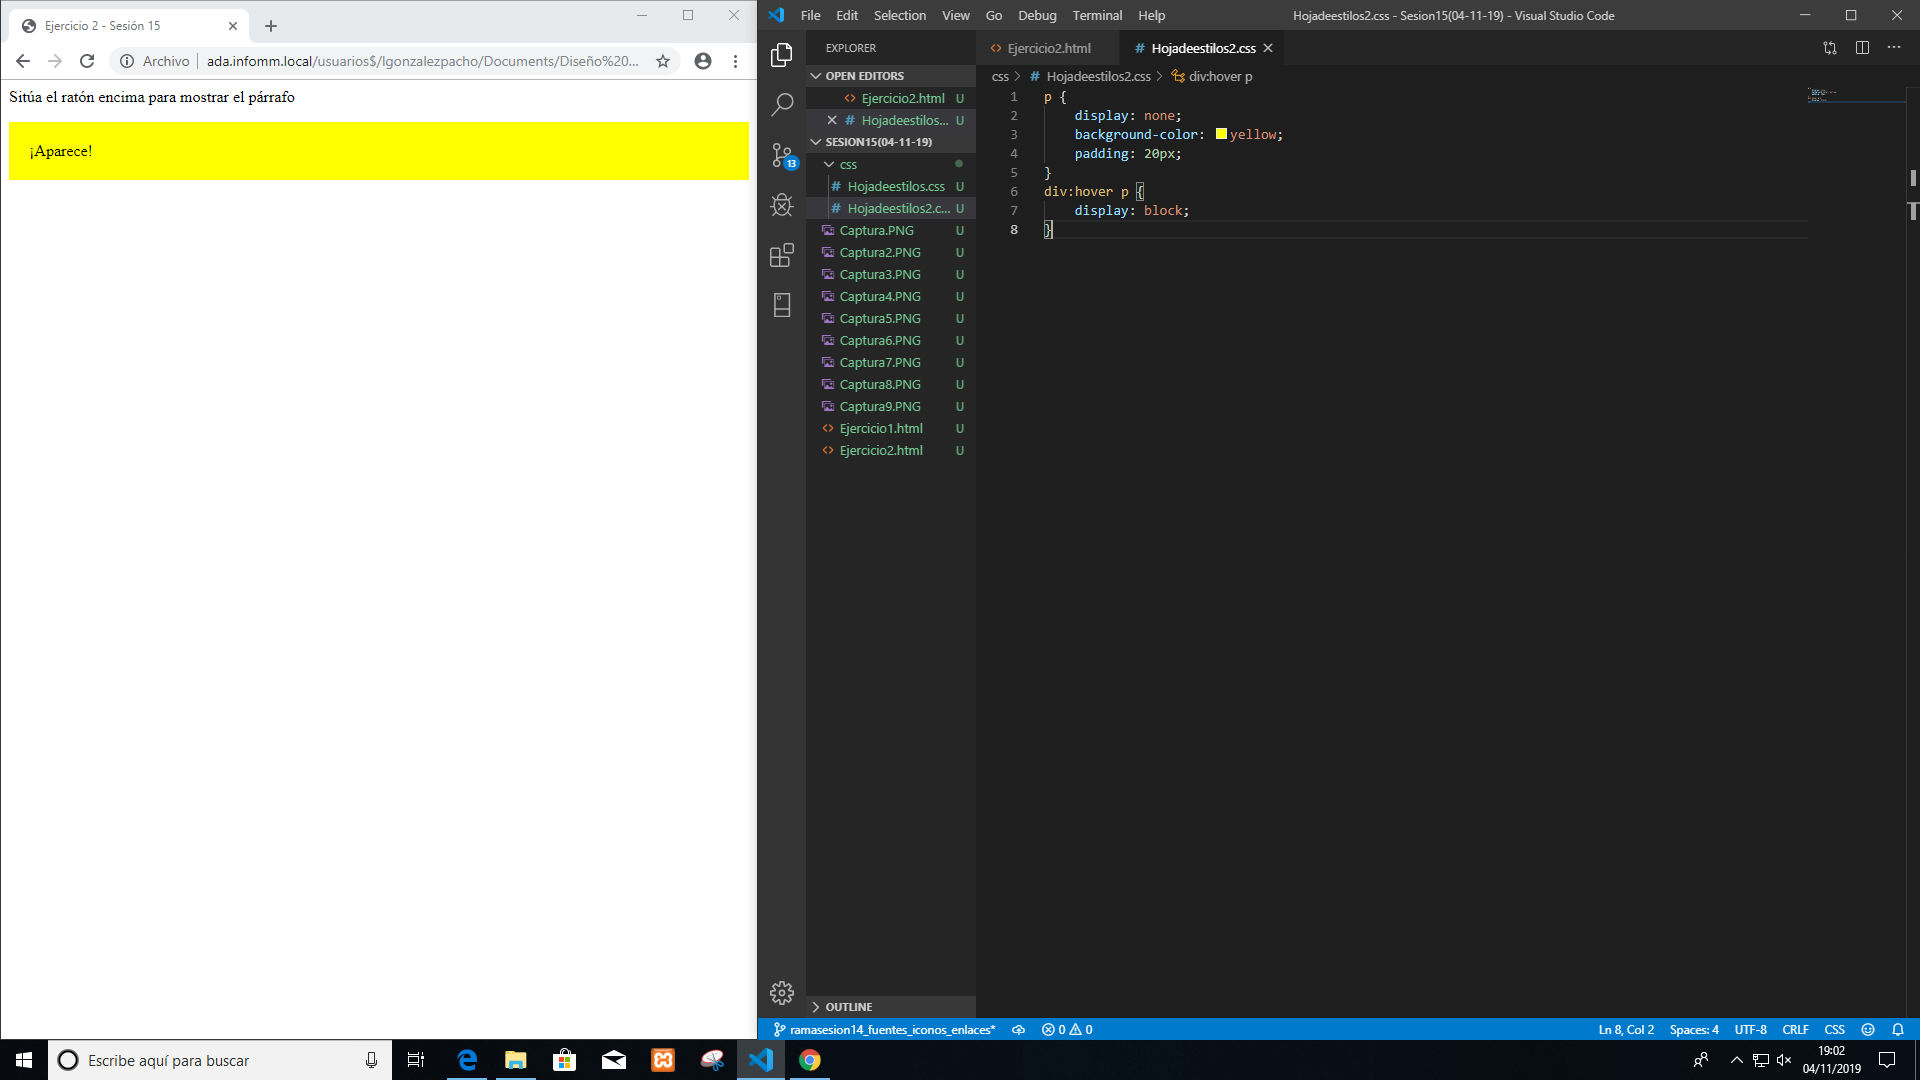 Ejercicio 2 - Sesión 15
Archivo
ada.infomm.local/usuarios$/lgonzalezpacho/Documents/Diseño%20...
Sitúa el ratón encima para mostrar el párrafo
¡Aparece!
File Edit Selection View Go Debug Terminal Help
Hojadeestilos2.css - Sesion15(04-11-19) - Visual Studio Code
EXPLORER
OPEN EDITORS
Ejercicio2.html U
Hojadeestilos... U
SESION15(04-11-19)
css
Hojadeestilos.css U
Hojadeestilos2.c... U
Captura.PNG U
Captura2.PNG U
Captura3.PNG U
Captura4.PNG U
Captura5.PNG U
Captura6.PNG U
Captura7.PNG U
Captura8.PNG U
Captura9.PNG U
Ejercicio1.html U
Ejercicio2.html U
OUTLINE
13
Ejercicio2.html
Hojadeestilos2.css
css > # Hojadeestilos2.css > div:hover p
1 p {
2 display: none;
3 background-color: yellow;
4 padding: 20px;
5 }
6 div:hover p {
7 display: block;
8 }
ramasesion14_fuentes_iconos_enlaces* 0 0
Ln 8, Col 2 Spaces: 4 UTF-8 CRLF CSS
Escribe aquí para buscar
19:02
04/11/2019